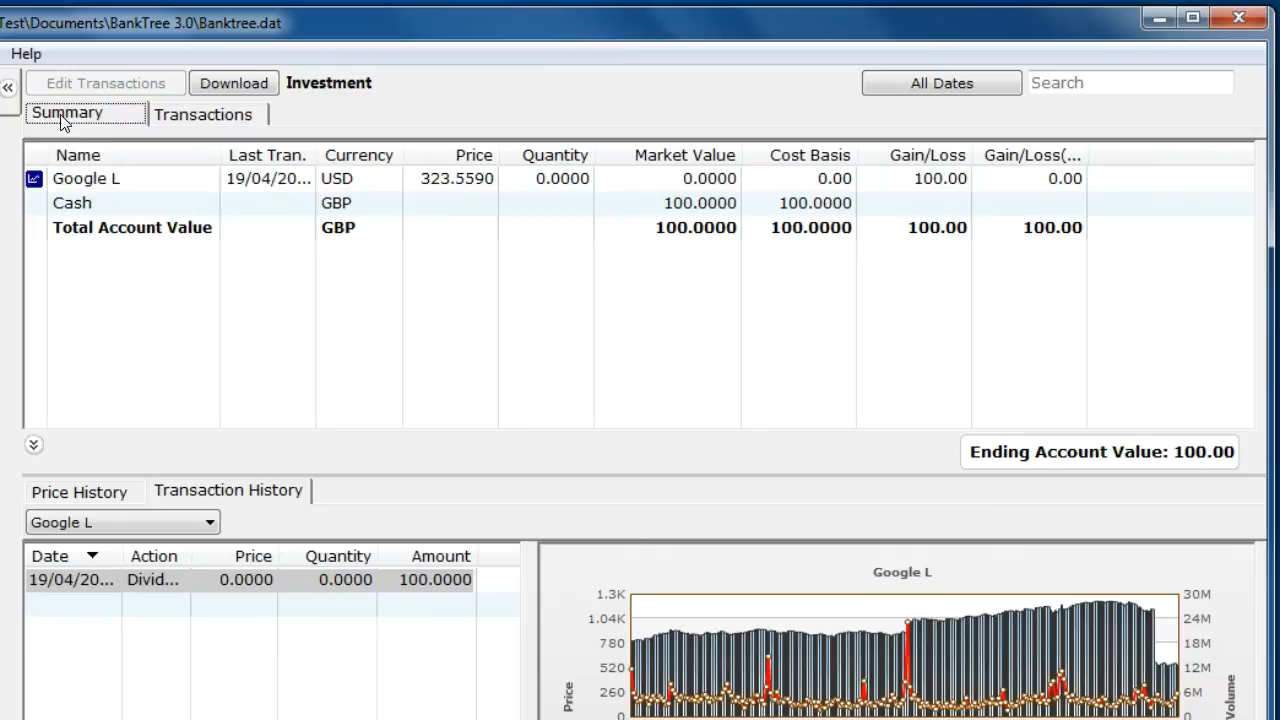 Test\Documents\BankTree 3.0\Banktree.dat
Help
Edit Transactions Download Investment All Dates Search
Summary Transactions
Name Last Tran. Currency Price Quantity Market Value Cost Basis Gain/Loss Gain/Loss(...
Google L 19/04/20... USD 323.5590 0.0000 0.0000 0.00 100.00 0.00
Cash GBP 100.0000 100.0000
Total Account Value GBP 100.0000 100.0000 100.00 100.00
Ending Account Value: 100.00
Price History Transaction History
Google L
Date Action Price Quantity Amount
19/04/20... Divid... 0.0000 0.0000 100.0000
Google L
1.3K 30M
1.04K 24M
780 18M
520 12M
260 6M
0 0
Price Volume